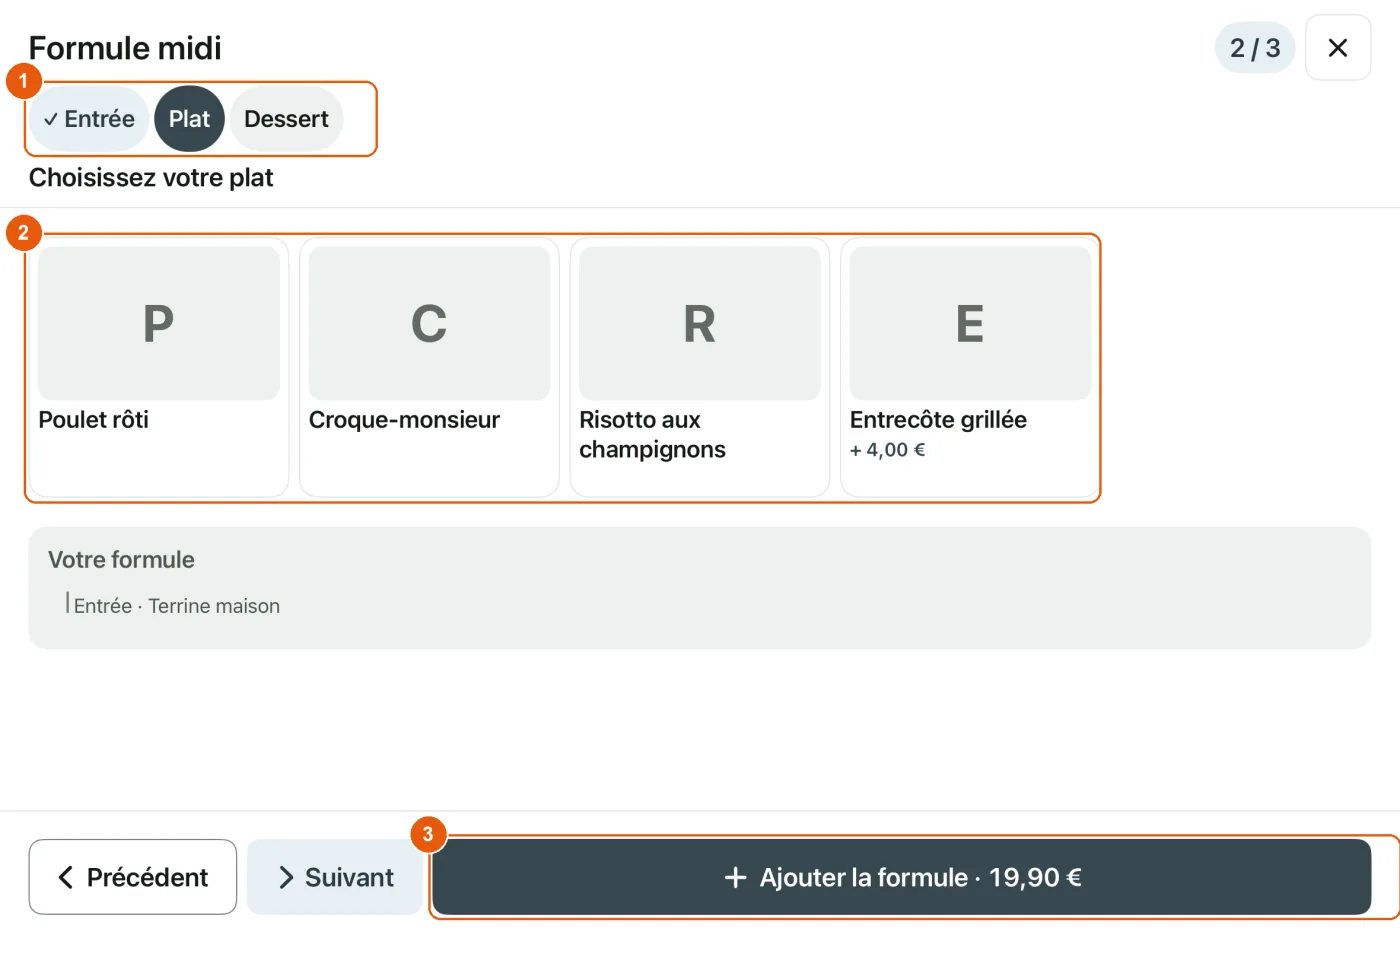 Formule midi
2 / 3
1
✓ Entrée
Plat
Dessert
Choisissez votre plat
2
P
C
R
E
Poulet rôti
Croque-monsieur
Risotto aux
champignons
Entrecôte grillée
+ 4,00 €
Votre formule
Entrée · Terrine maison
3
Précédent
Suivant
+ Ajouter la formule · 19,90 €